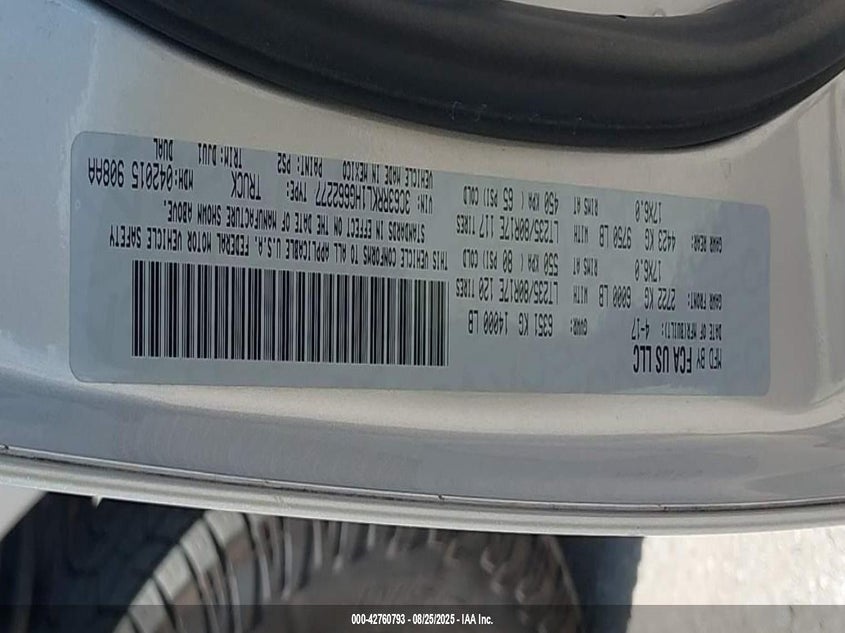 MFD BY FCA US LLC
DATE OF MFR(BUILT): 4-17 GVWR: 6351 KG 14000 LB
GAWR FRONT: 2722 KG 6000 LB WITH LT235/80R17E 120 TIRES
17X6.0 RIMS AT 550 KPA ( 80 PSI) COLD
GAWR REAR: 4423 KG 9750 LB WITH LT235/80R17E 117 TIRES
17X6.0 RIMS AT 450 KPA ( 65 PSI) COLD
THIS VEHICLE CONFORMS TO ALL APPLICABLE U.S.A. FEDERAL MOTOR VEHICLE SAFETY
STANDARDS IN EFFECT ON THE DATE OF MANUFACTURE SHOWN ABOVE.
VIN: 3C63RRKL1HG662277 TYPE: TRUCK MDH: 042015 908AA
VEHICLE MADE IN MEXICO PAINT: PS2 TRIM: DJV1 DUAL
000-42760793 - 08/25/2025 - IAA Inc.